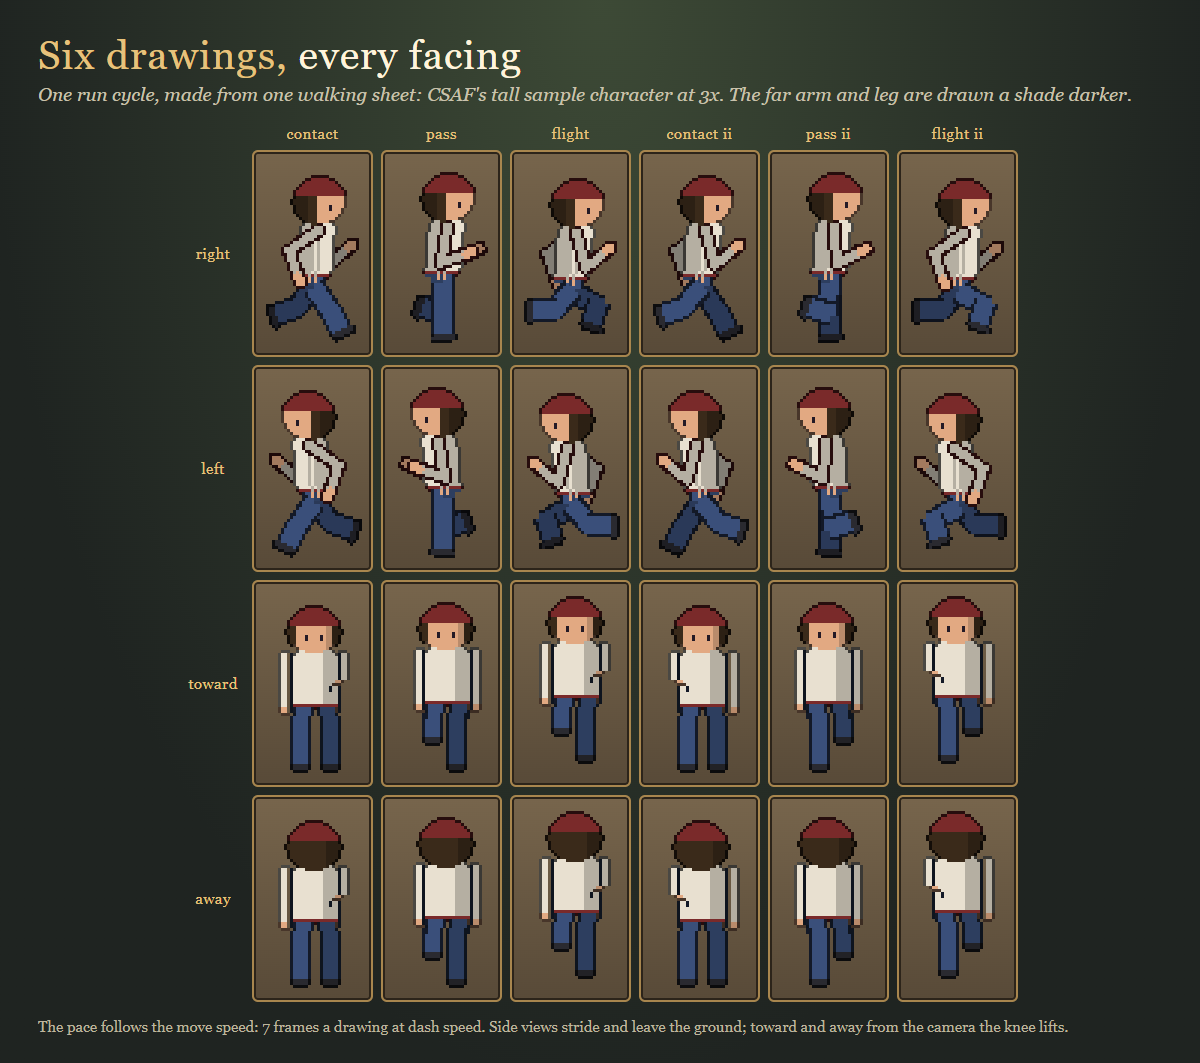 Six drawings, every facing
One run cycle, made from one walking sheet: CSAF's tall sample character at 3x. The far arm and leg are drawn a shade darker.
contact pass flight contact ii pass ii flight ii
right
left
toward
away
The pace follows the move speed: 7 frames a drawing at dash speed. Side views stride and leave the ground; toward and away from the camera the knee lifts.